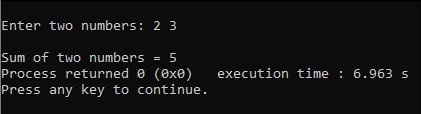 Enter two numbers: 2 3
Sum of two numbers = 5
Process returned 0 (0x0)   execution time : 6.963 s
Press any key to continue.